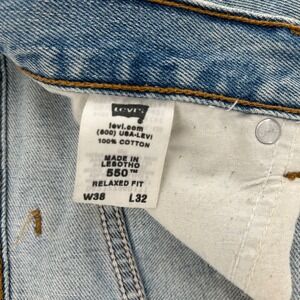 Levi's
levi.com
(800) USA-LEVI
100% COTTON
MADE IN
LESOTHO
550™
RELAXED FIT
W38 L32